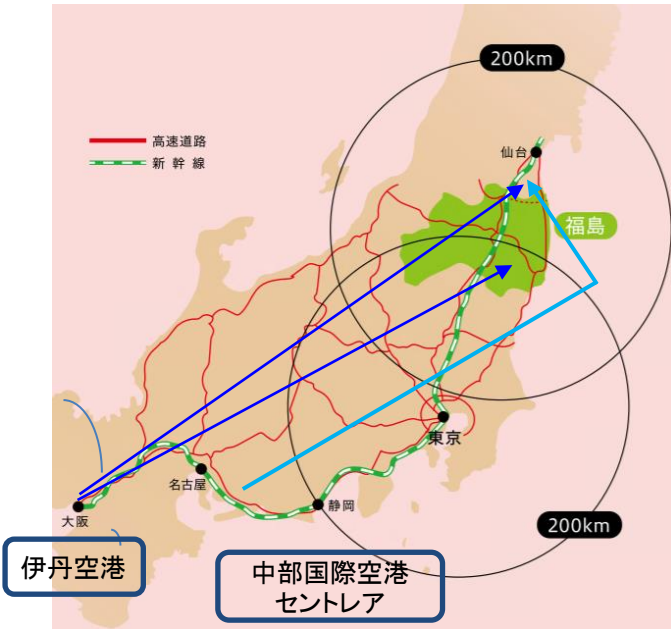 200km
高速道路
新幹線
仙台
福島
東京
名古屋
静岡
大阪
200km
伊丹空港
中部国際空港
セントレア